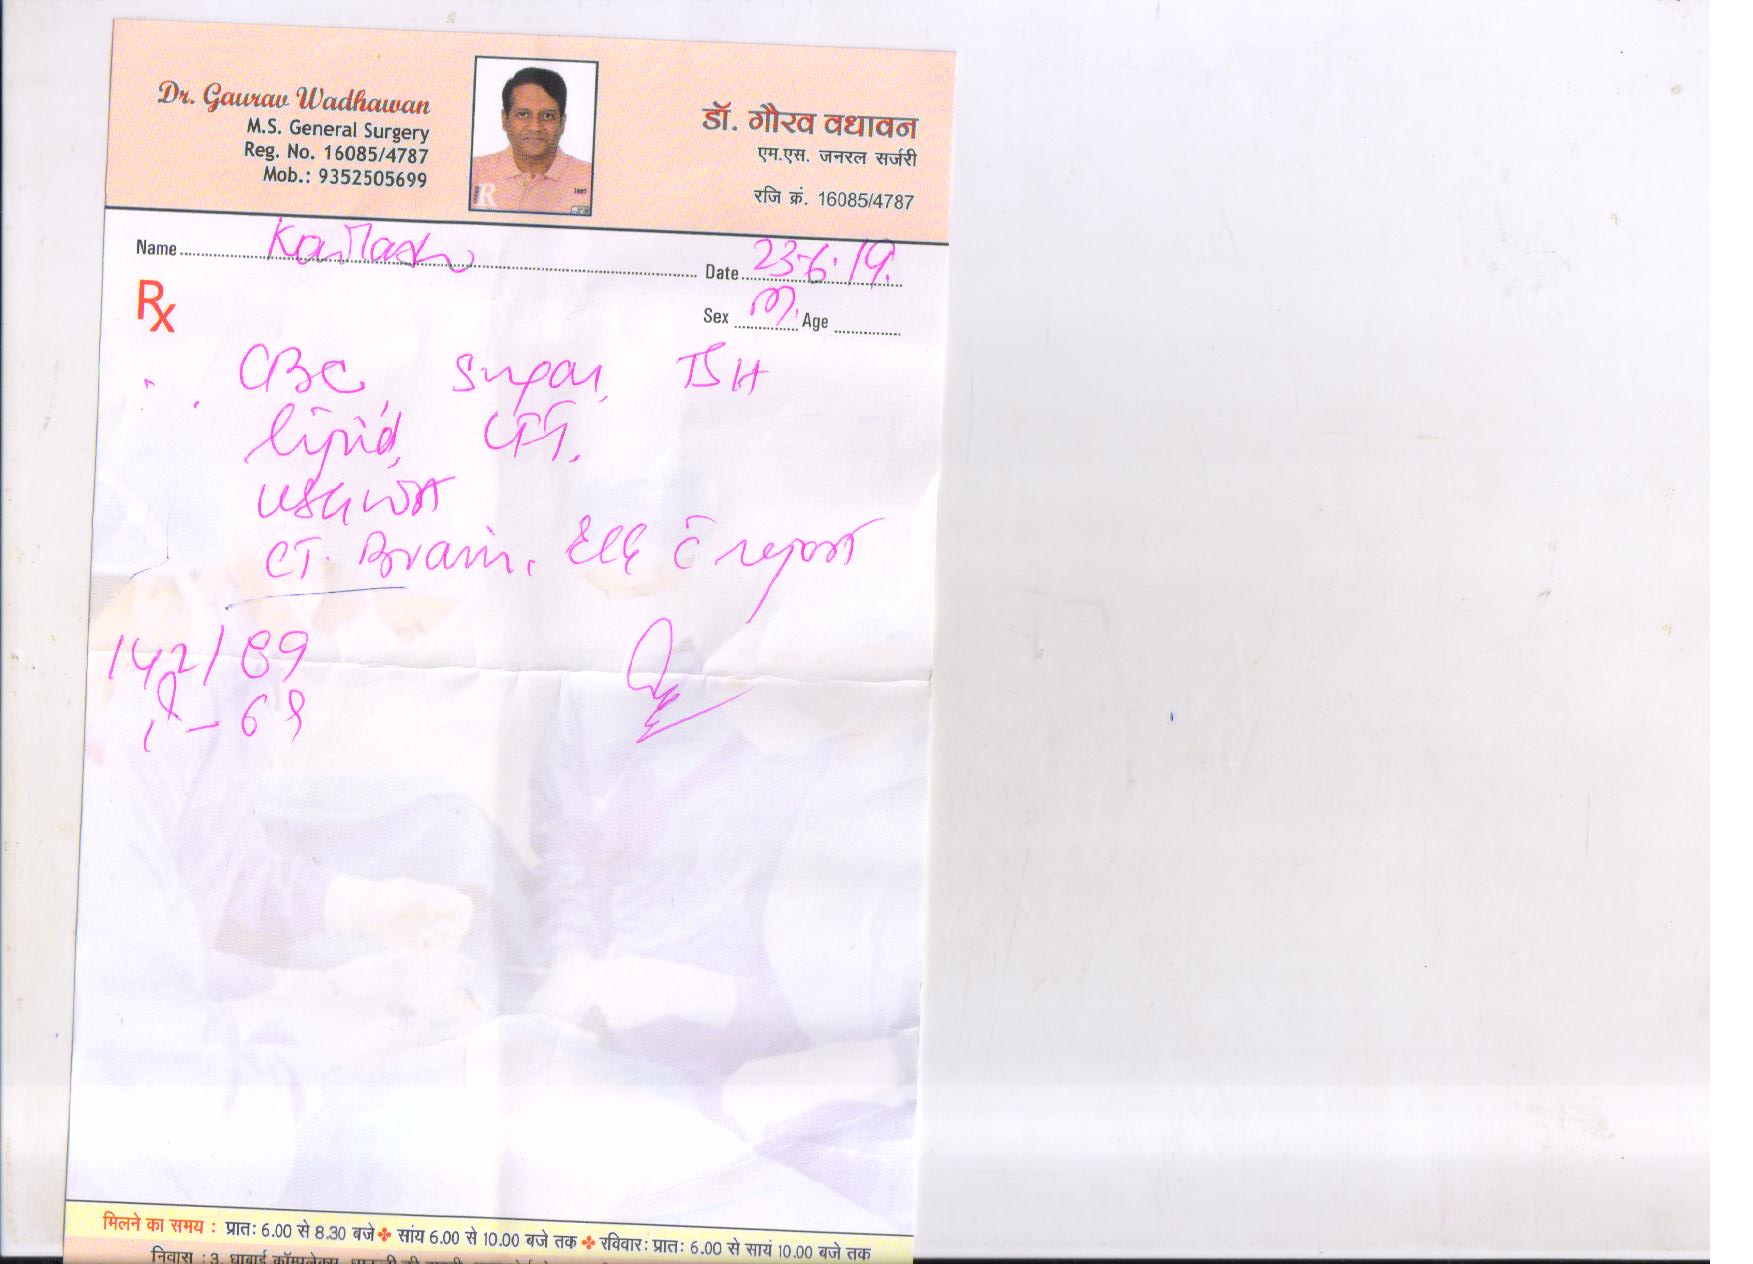 Dr. Gaurav Wadhawan
M.S. General Surgery
Reg. No. 16085/4787
Mob.: 9352505699
डॉ. गौरव वधावन
एम.एस. जनरल सर्जरी
रजि क्रं. 16085/4787
Name Kailash Date 23.6.19.
Sex M. Age
Rx
CBC, Sugar, TSH
lipid, LFT.
USG WA
CT. Brain, ECG c̄ report
142/89
मिलने का समय : प्रातः 6.00 से 8.30 बजे ❖ सांय 6.00 से 10.00 बजे तक ❖ रविवार: प्रातः 6.00 से सायं 10.00 बजे तक
निवास : 3, धाबाई कॉम्पलेक्स,